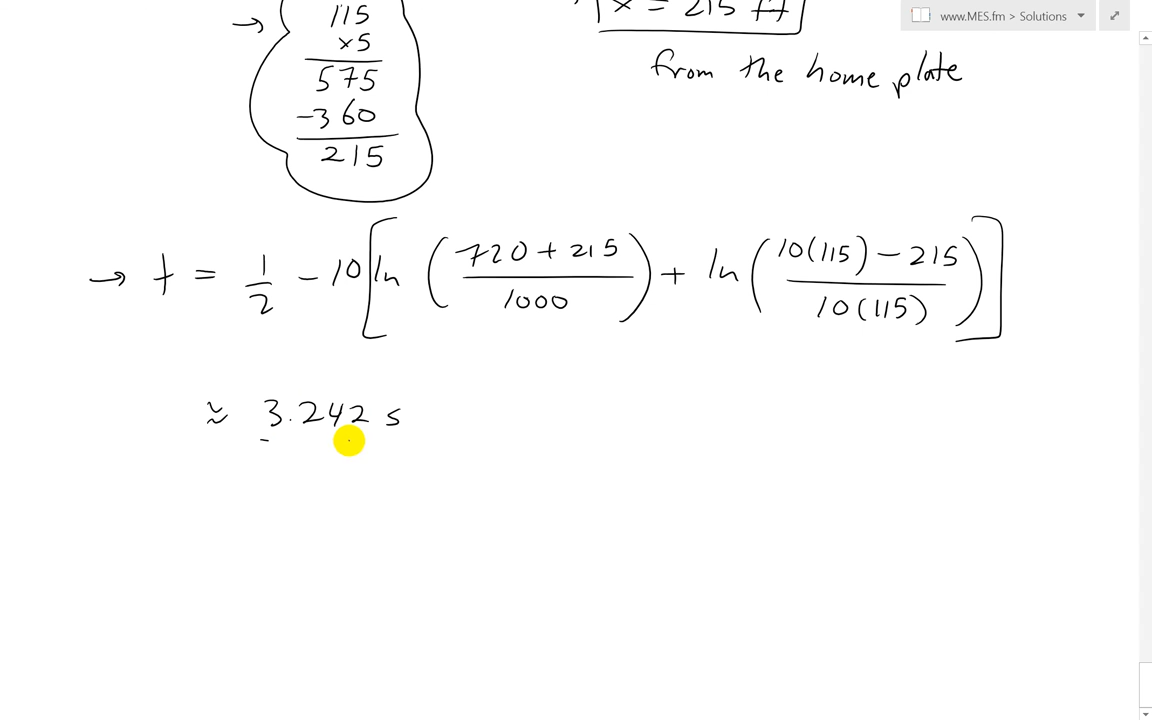 → 115
x = 215 ft
www.MES.fm > Solutions
×5
575
from the home plate
-360
215
→ t = 1/2 - 10[ln((720 + 215)/1000) + ln((10(115) - 215)/(10(115)))]
≈ 3.242 s